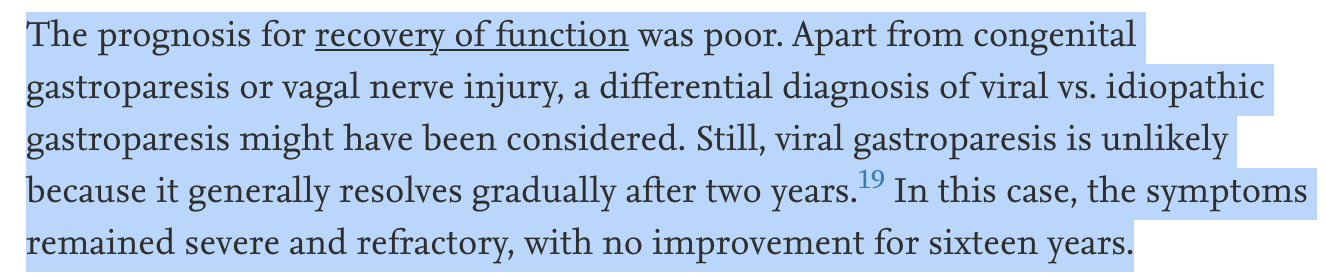 The prognosis for recovery of function was poor. Apart from congenital
gastroparesis or vagal nerve injury, a differential diagnosis of viral vs. idiopathic
gastroparesis might have been considered. Still, viral gastroparesis is unlikely
because it generally resolves gradually after two years.19 In this case, the symptoms
remained severe and refractory, with no improvement for sixteen years.